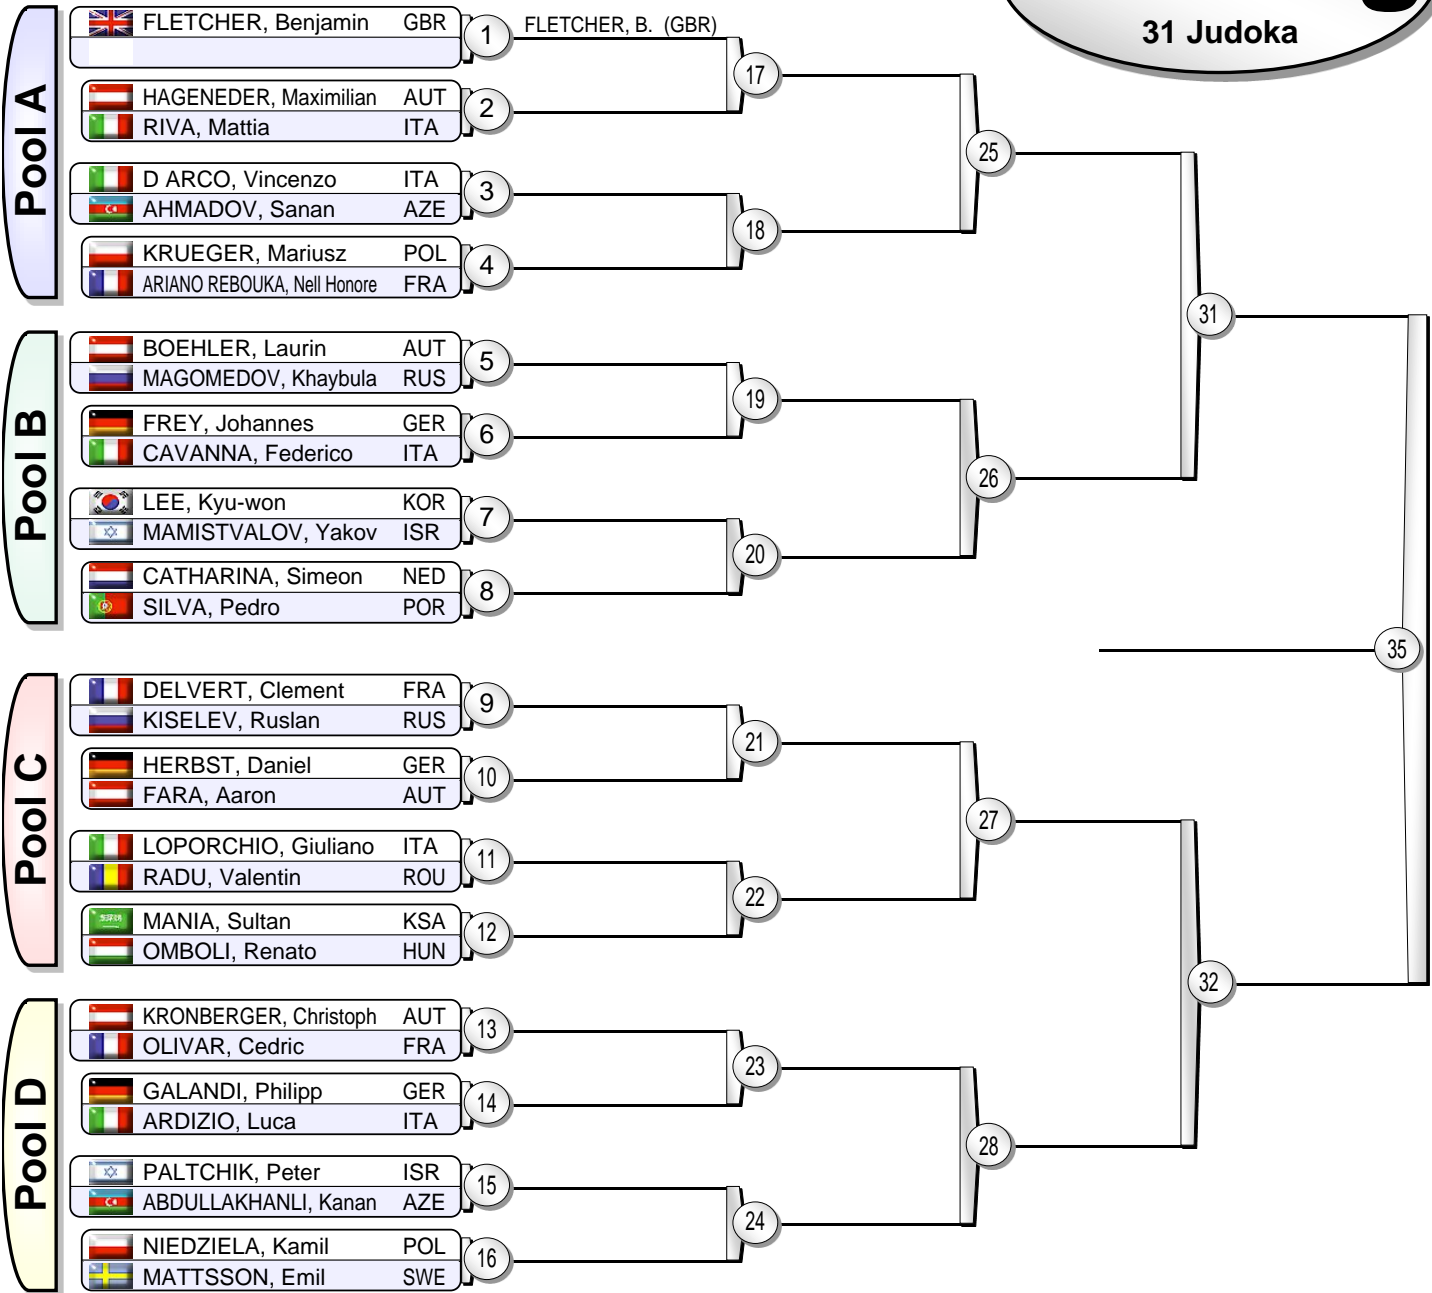 31 Judoka
Pool A
FLETCHER, Benjamin GBR
1
FLETCHER, B. (GBR)
HAGENEDER, Maximilian AUT
RIVA, Mattia ITA
2
17
D ARCO, Vincenzo ITA
AHMADOV, Sanan AZE
3
KRUEGER, Mariusz POL
ARIANO REBOUKA, Nell Honore FRA
4
18
25
Pool B
BOEHLER, Laurin AUT
MAGOMEDOV, Khaybula RUS
5
FREY, Johannes GER
CAVANNA, Federico ITA
6
19
LEE, Kyu-won KOR
MAMISTVALOV, Yakov ISR
7
CATHARINA, Simeon NED
SILVA, Pedro POR
8
20
26
31
35
Pool C
DELVERT, Clement FRA
KISELEV, Ruslan RUS
9
HERBST, Daniel GER
FARA, Aaron AUT
10
21
LOPORCHIO, Giuliano ITA
RADU, Valentin ROU
11
MANIA, Sultan KSA
OMBOLI, Renato HUN
12
22
27
Pool D
KRONBERGER, Christoph AUT
OLIVAR, Cedric FRA
13
GALANDI, Philipp GER
ARDIZIO, Luca ITA
14
23
PALTCHIK, Peter ISR
ABDULLAKHANLI, Kanan AZE
15
NIEDZIELA, Kamil POL
MATTSSON, Emil SWE
16
24
28
32